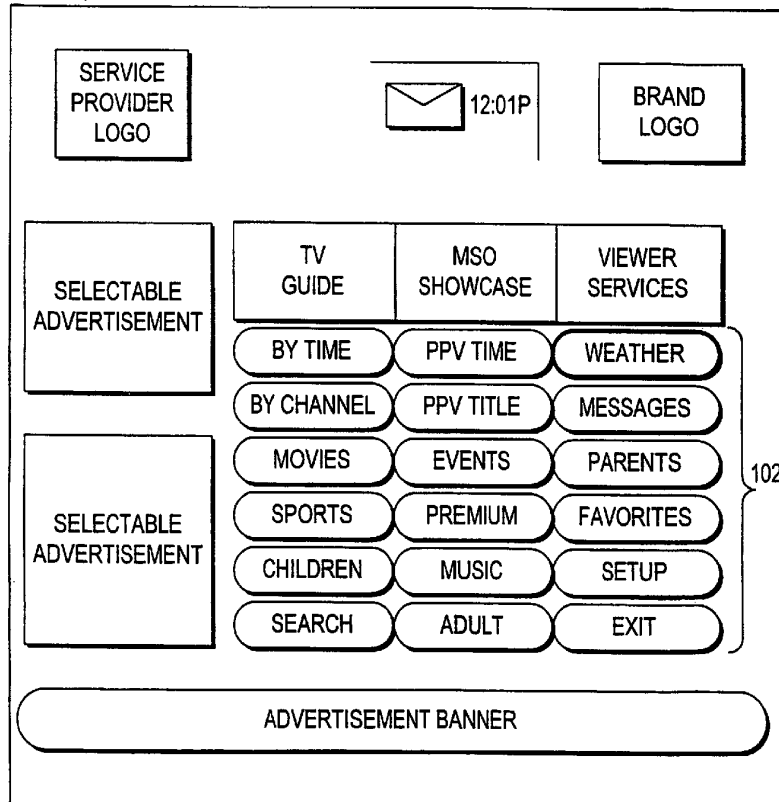 SERVICE
PROVIDER
LOGO
12:01P
BRAND
LOGO
SELECTABLE
ADVERTISEMENT
TV
GUIDE
MSO
SHOWCASE
VIEWER
SERVICES
BY TIME
PPV TIME
WEATHER
BY CHANNEL
PPV TITLE
MESSAGES
MOVIES
EVENTS
PARENTS
102
SELECTABLE
ADVERTISEMENT
SPORTS
PREMIUM
FAVORITES
CHILDREN
MUSIC
SETUP
SEARCH
ADULT
EXIT
ADVERTISEMENT BANNER